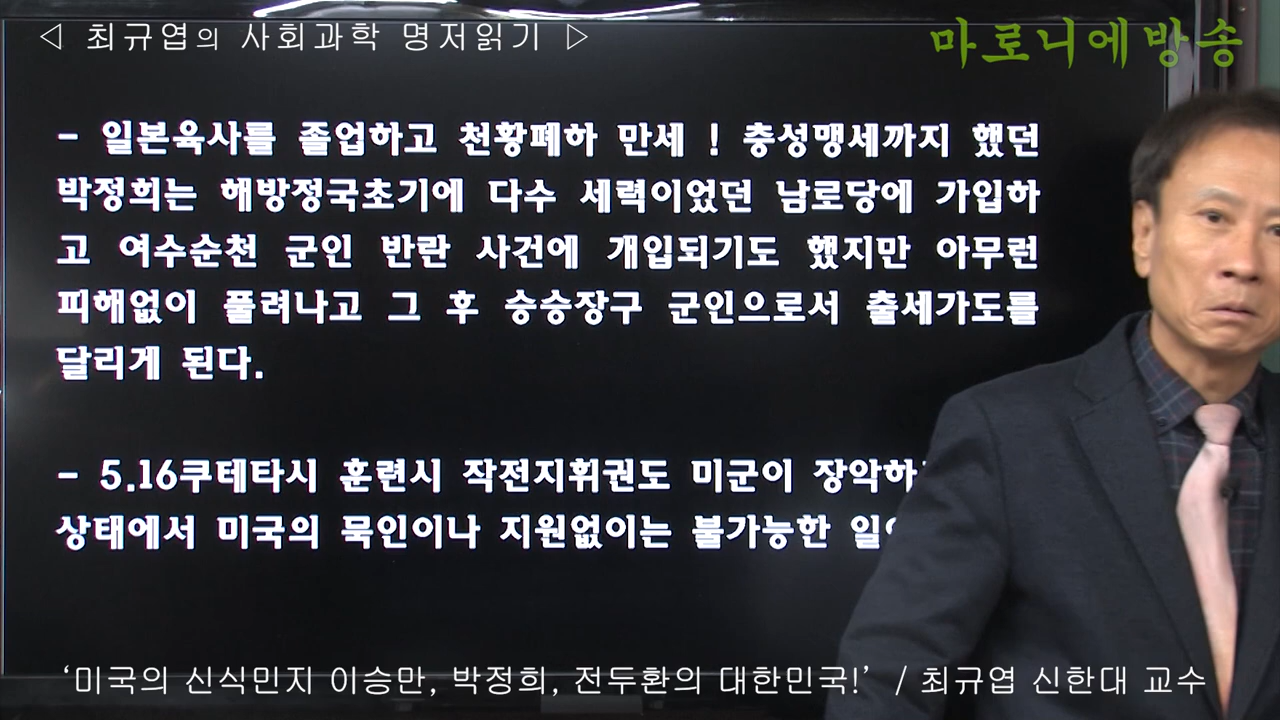 ◁ 최규엽의 사회과학 명저읽기 ▷
마로니에방송
- 일본육사를 졸업하고 천황폐하 만세 ! 충성맹세까지 했던
박정희는 해방정국초기에 다수 세력이었던 남로당에 가입하
고 여수순천 군인 반란 사건에 개입되기도 했지만 아무런
피해없이 풀려나고 그 후 승승장구 군인으로서 출세가도를
달리게 된다.
- 5.16쿠테타시 훈련시 작전지휘권도 미군이 장악하
상태에서 미국의 묵인이나 지원없이는 불가능한
‘미국의 신식민지 이승만, 박정희, 전두환의 대한민국!’ / 최규엽 신한대 교수